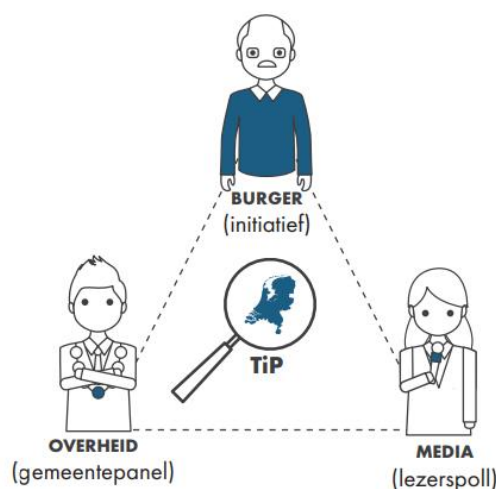 BURGER
(initiatief)
TiP
OVERHEID
(gemeentepanel)
MEDIA
(lezerspoll)